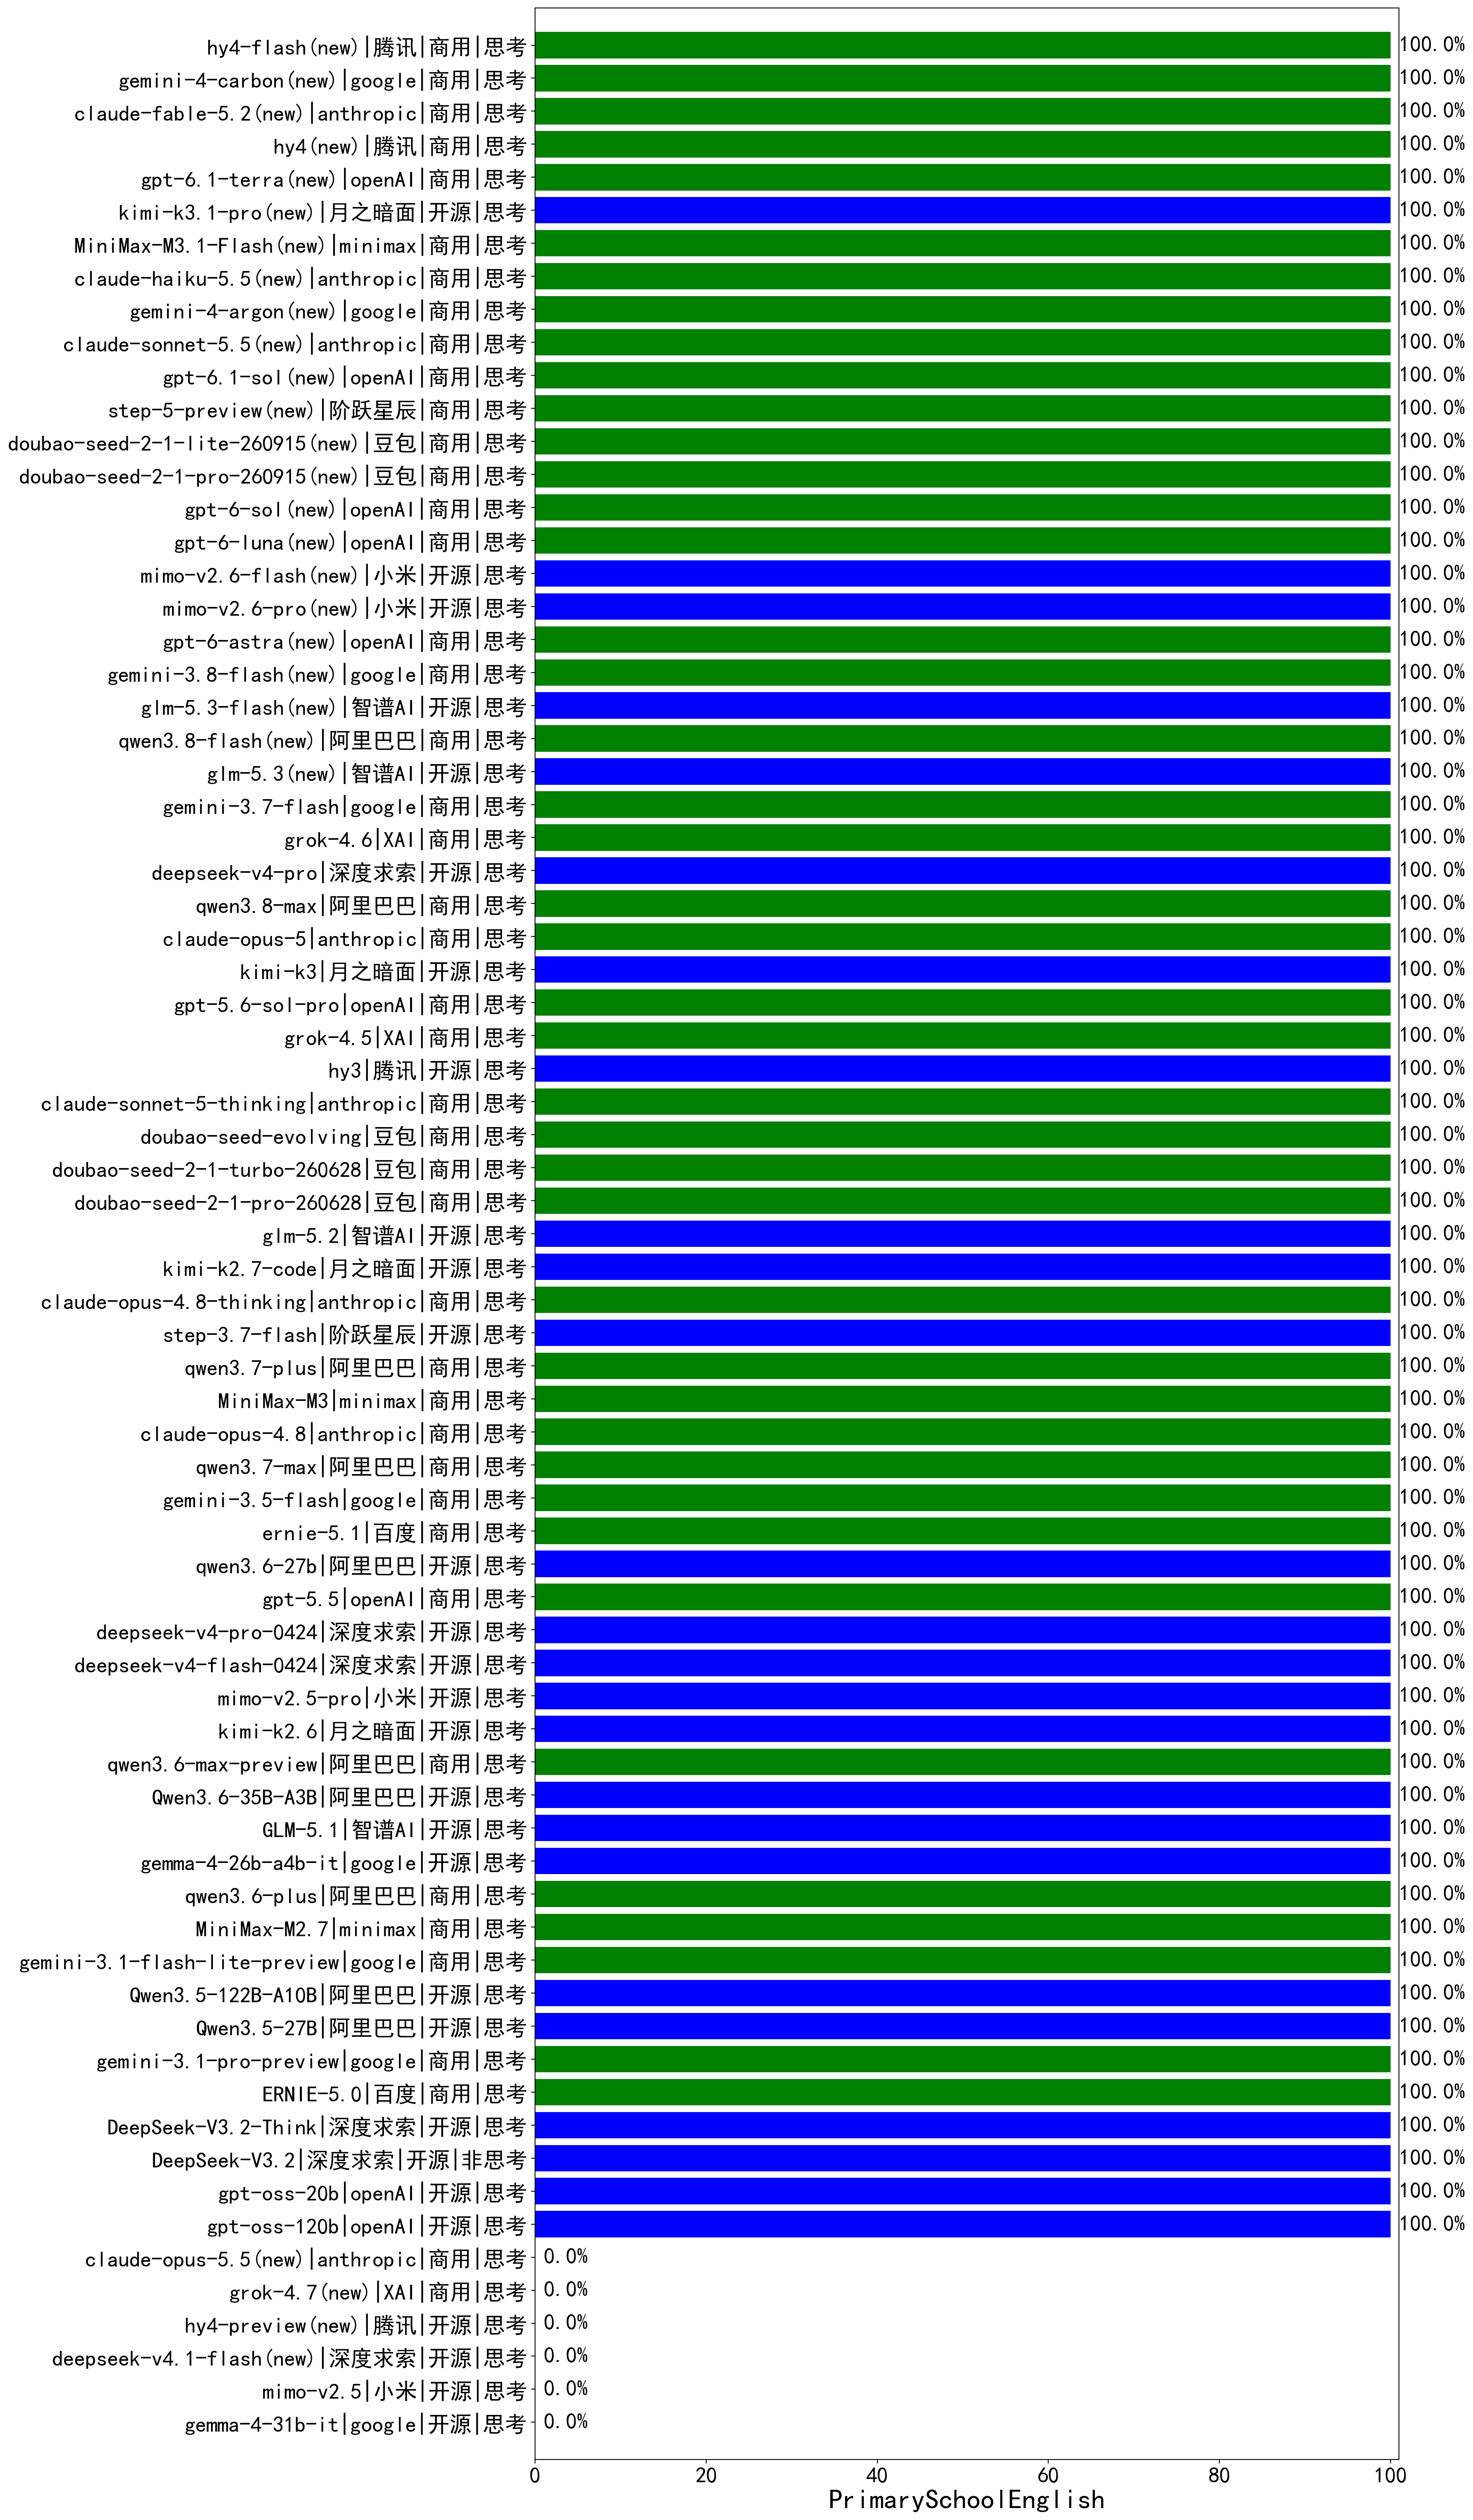 hy4-flash(new)|腾讯|商用|思考 100.0%
gemini-4-carbon(new)|google|商用|思考 100.0%
claude-fable-5.2(new)|anthropic|商用|思考 100.0%
hy4(new)|腾讯|商用|思考 100.0%
gpt-6.1-terra(new)|openAI|商用|思考 100.0%
kimi-k3.1-pro(new)|月之暗面|开源|思考 100.0%
MiniMax-M3.1-Flash(new)|minimax|商用|思考 100.0%
claude-haiku-5.5(new)|anthropic|商用|思考 100.0%
gemini-4-argon(new)|google|商用|思考 100.0%
claude-sonnet-5.5(new)|anthropic|商用|思考 100.0%
gpt-6.1-sol(new)|openAI|商用|思考 100.0%
step-5-preview(new)|阶跃星辰|商用|思考 100.0%
doubao-seed-2-1-lite-260915(new)|豆包|商用|思考 100.0%
doubao-seed-2-1-pro-260915(new)|豆包|商用|思考 100.0%
gpt-6-sol(new)|openAI|商用|思考 100.0%
gpt-6-luna(new)|openAI|商用|思考 100.0%
mimo-v2.6-flash(new)|小米|开源|思考 100.0%
mimo-v2.6-pro(new)|小米|开源|思考 100.0%
gpt-6-astra(new)|openAI|商用|思考 100.0%
gemini-3.8-flash(new)|google|商用|思考 100.0%
glm-5.3-flash(new)|智谱AI|开源|思考 100.0%
qwen3.8-flash(new)|阿里巴巴|商用|思考 100.0%
glm-5.3(new)|智谱AI|开源|思考 100.0%
gemini-3.7-flash|google|商用|思考 100.0%
grok-4.6|XAI|商用|思考 100.0%
deepseek-v4-pro|深度求索|开源|思考 100.0%
qwen3.8-max|阿里巴巴|商用|思考 100.0%
claude-opus-5|anthropic|商用|思考 100.0%
kimi-k3|月之暗面|开源|思考 100.0%
gpt-5.6-sol-pro|openAI|商用|思考 100.0%
grok-4.5|XAI|商用|思考 100.0%
hy3|腾讯|开源|思考 100.0%
claude-sonnet-5-thinking|anthropic|商用|思考 100.0%
doubao-seed-evolving|豆包|商用|思考 100.0%
doubao-seed-2-1-turbo-260628|豆包|商用|思考 100.0%
doubao-seed-2-1-pro-260628|豆包|商用|思考 100.0%
glm-5.2|智谱AI|开源|思考 100.0%
kimi-k2.7-code|月之暗面|开源|思考 100.0%
claude-opus-4.8-thinking|anthropic|商用|思考 100.0%
step-3.7-flash|阶跃星辰|开源|思考 100.0%
qwen3.7-plus|阿里巴巴|商用|思考 100.0%
MiniMax-M3|minimax|商用|思考 100.0%
claude-opus-4.8|anthropic|商用|思考 100.0%
qwen3.7-max|阿里巴巴|商用|思考 100.0%
gemini-3.5-flash|google|商用|思考 100.0%
ernie-5.1|百度|商用|思考 100.0%
qwen3.6-27b|阿里巴巴|开源|思考 100.0%
gpt-5.5|openAI|商用|思考 100.0%
deepseek-v4-pro-0424|深度求索|开源|思考 100.0%
deepseek-v4-flash-0424|深度求索|开源|思考 100.0%
mimo-v2.5-pro|小米|开源|思考 100.0%
kimi-k2.6|月之暗面|开源|思考 100.0%
qwen3.6-max-preview|阿里巴巴|商用|思考 100.0%
Qwen3.6-35B-A3B|阿里巴巴|开源|思考 100.0%
GLM-5.1|智谱AI|开源|思考 100.0%
gemma-4-26b-a4b-it|google|开源|思考 100.0%
qwen3.6-plus|阿里巴巴|商用|思考 100.0%
MiniMax-M2.7|minimax|商用|思考 100.0%
gemini-3.1-flash-lite-preview|google|商用|思考 100.0%
Qwen3.5-122B-A10B|阿里巴巴|开源|思考 100.0%
Qwen3.5-27B|阿里巴巴|开源|思考 100.0%
gemini-3.1-pro-preview|google|商用|思考 100.0%
ERNIE-5.0|百度|商用|思考 100.0%
DeepSeek-V3.2-Think|深度求索|开源|思考 100.0%
DeepSeek-V3.2|深度求索|开源|非思考 100.0%
gpt-oss-20b|openAI|开源|思考 100.0%
gpt-oss-120b|openAI|开源|思考 100.0%
claude-opus-5.5(new)|anthropic|商用|思考 0.0%
grok-4.7(new)|XAI|商用|思考 0.0%
hy4-preview(new)|腾讯|开源|思考 0.0%
deepseek-v4.1-flash(new)|深度求索|开源|思考 0.0%
mimo-v2.5|小米|开源|思考 0.0%
gemma-4-31b-it|google|开源|思考 0.0%
0 20 40 60 80 100
PrimarySchoolEnglish